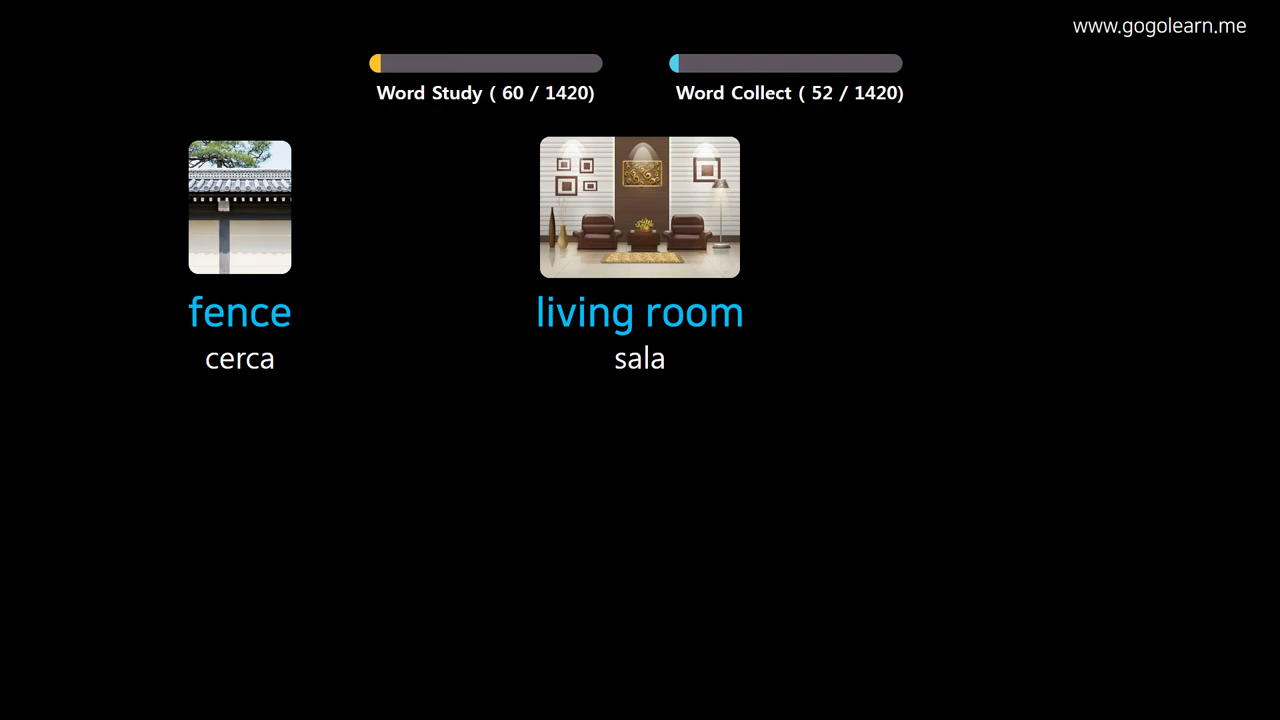 www.gogolearn.me
Word Study ( 60 / 1420)
Word Collect ( 52 / 1420)
fence
cerca
living room
sala